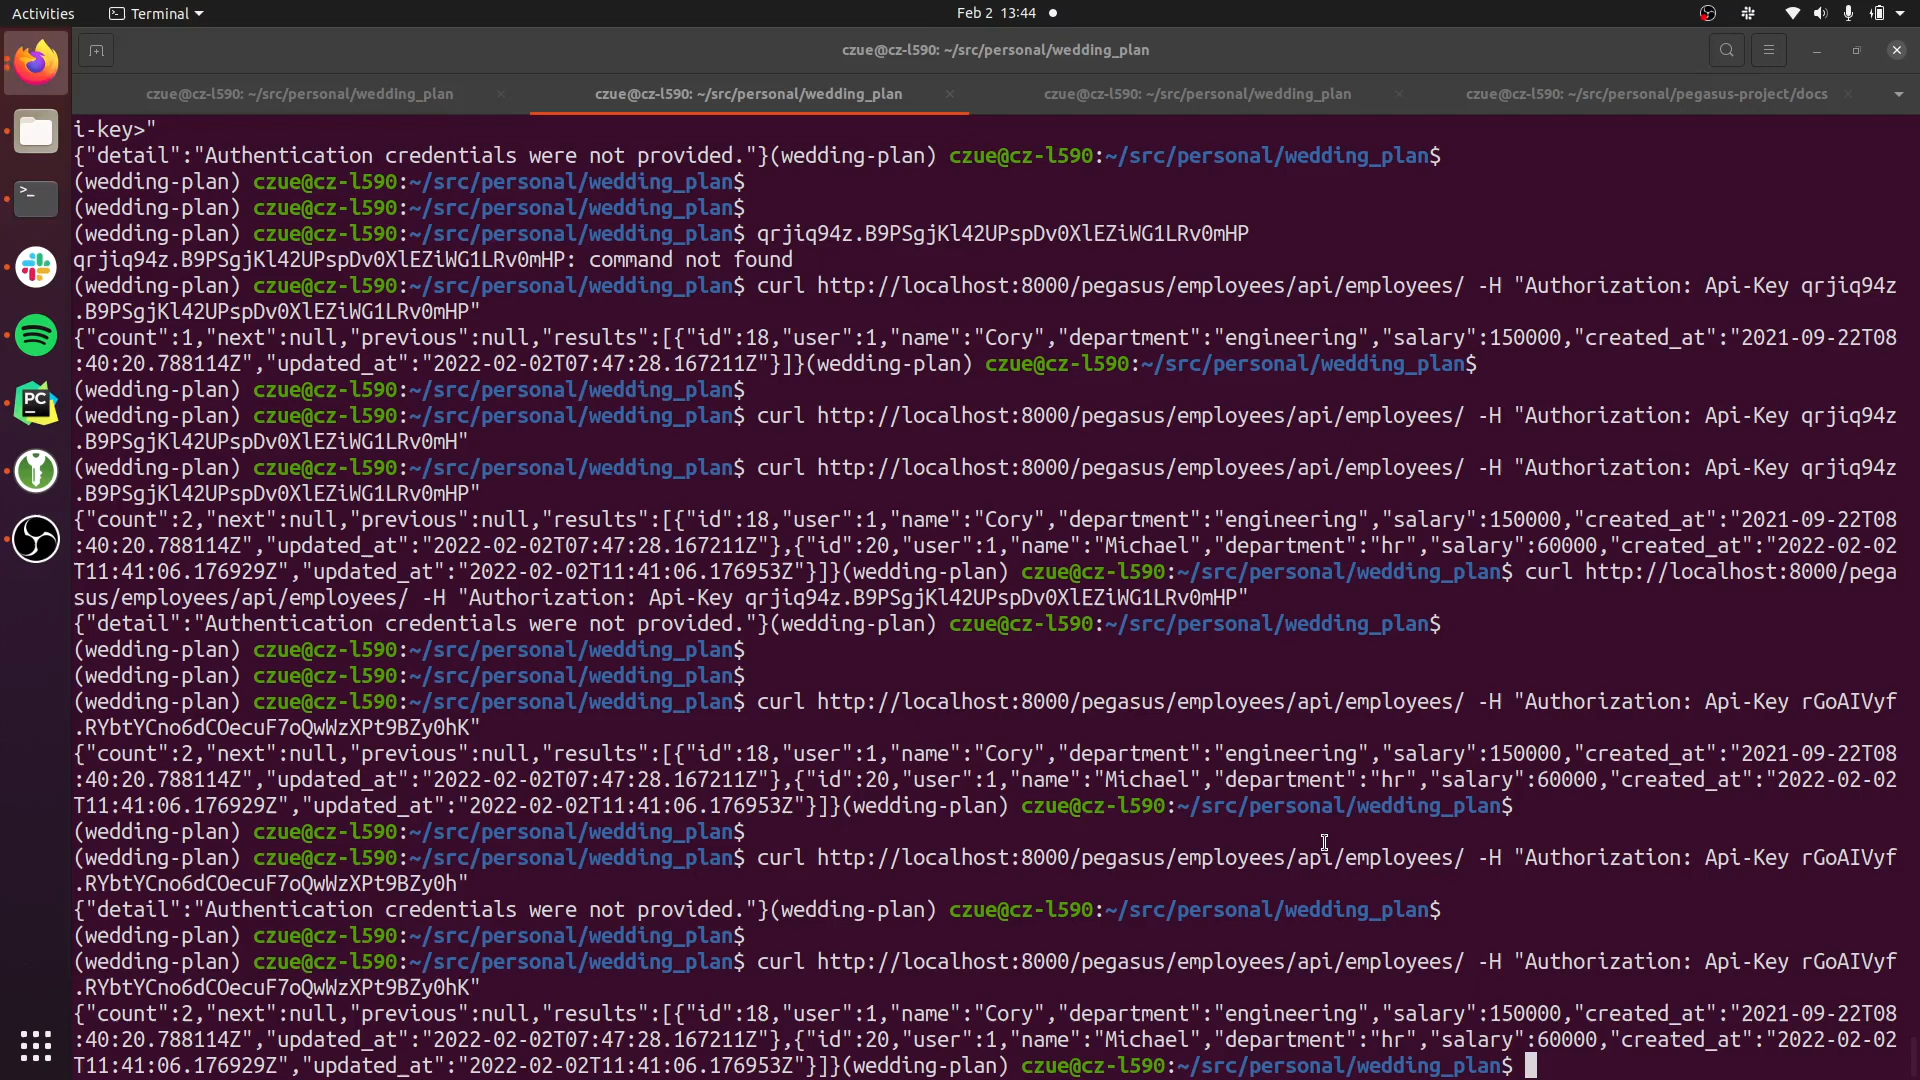 Activities
Terminal
Feb 2 13:44
czue@cz-l590: ~/src/personal/wedding_plan
czue@cz-l590: ~/src/personal/wedding_plan
czue@cz-l590: ~/src/personal/wedding_plan
czue@cz-l590: ~/src/personal/wedding_plan
czue@cz-l590: ~/src/personal/pegasus-project/docs
i-key>"
{"detail":"Authentication credentials were not provided."}(wedding-plan) czue@cz-l590:~/src/personal/wedding_plan$
(wedding-plan) czue@cz-l590:~/src/personal/wedding_plan$
(wedding-plan) czue@cz-l590:~/src/personal/wedding_plan$
(wedding-plan) czue@cz-l590:~/src/personal/wedding_plan$ qrjiq94z.B9PSgjKl42UPspDv0XlEZiWG1LRv0mHP
qrjiq94z.B9PSgjKl42UPspDv0XlEZiWG1LRv0mHP: command not found
(wedding-plan) czue@cz-l590:~/src/personal/wedding_plan$ curl http://localhost:8000/pegasus/employees/api/employees/ -H "Authorization: Api-Key qrjiq94z
.B9PSgjKl42UPspDv0XlEZiWG1LRv0mHP"
{"count":1,"next":null,"previous":null,"results":[{"id":18,"user":1,"name":"Cory","department":"engineering","salary":150000,"created_at":"2021-09-22T08
:40:20.788114Z","updated_at":"2022-02-02T07:47:28.167211Z"}]}(wedding-plan) czue@cz-l590:~/src/personal/wedding_plan$
(wedding-plan) czue@cz-l590:~/src/personal/wedding_plan$
(wedding-plan) czue@cz-l590:~/src/personal/wedding_plan$ curl http://localhost:8000/pegasus/employees/api/employees/ -H "Authorization: Api-Key qrjiq94z
.B9PSgjKl42UPspDv0XlEZiWG1LRv0mH"
(wedding-plan) czue@cz-l590:~/src/personal/wedding_plan$ curl http://localhost:8000/pegasus/employees/api/employees/ -H "Authorization: Api-Key qrjiq94z
.B9PSgjKl42UPspDv0XlEZiWG1LRv0mHP"
{"count":2,"next":null,"previous":null,"results":[{"id":18,"user":1,"name":"Cory","department":"engineering","salary":150000,"created_at":"2021-09-22T08
:40:20.788114Z","updated_at":"2022-02-02T07:47:28.167211Z"},{"id":20,"user":1,"name":"Michael","department":"hr","salary":60000,"created_at":"2022-02-02
T11:41:06.176929Z","updated_at":"2022-02-02T11:41:06.176953Z"}]}(wedding-plan) czue@cz-l590:~/src/personal/wedding_plan$ curl http://localhost:8000/pega
sus/employees/api/employees/ -H "Authorization: Api-Key qrjiq94z.B9PSgjKl42UPspDv0XlEZiWG1LRv0mHP"
{"detail":"Authentication credentials were not provided."}(wedding-plan) czue@cz-l590:~/src/personal/wedding_plan$
(wedding-plan) czue@cz-l590:~/src/personal/wedding_plan$
(wedding-plan) czue@cz-l590:~/src/personal/wedding_plan$
(wedding-plan) czue@cz-l590:~/src/personal/wedding_plan$ curl http://localhost:8000/pegasus/employees/api/employees/ -H "Authorization: Api-Key rGoAIVyf
.RYbtYCno6dCOecuF7oQwWzXPt9BZy0hK"
{"count":2,"next":null,"previous":null,"results":[{"id":18,"user":1,"name":"Cory","department":"engineering","salary":150000,"created_at":"2021-09-22T08
:40:20.788114Z","updated_at":"2022-02-02T07:47:28.167211Z"},{"id":20,"user":1,"name":"Michael","department":"hr","salary":60000,"created_at":"2022-02-02
T11:41:06.176929Z","updated_at":"2022-02-02T11:41:06.176953Z"}]}(wedding-plan) czue@cz-l590:~/src/personal/wedding_plan$
(wedding-plan) czue@cz-l590:~/src/personal/wedding_plan$
(wedding-plan) czue@cz-l590:~/src/personal/wedding_plan$ curl http://localhost:8000/pegasus/employees/api/employees/ -H "Authorization: Api-Key rGoAIVyf
.RYbtYCno6dCOecuF7oQwWzXPt9BZy0h"
{"detail":"Authentication credentials were not provided."}(wedding-plan) czue@cz-l590:~/src/personal/wedding_plan$
(wedding-plan) czue@cz-l590:~/src/personal/wedding_plan$
(wedding-plan) czue@cz-l590:~/src/personal/wedding_plan$ curl http://localhost:8000/pegasus/employees/api/employees/ -H "Authorization: Api-Key rGoAIVyf
.RYbtYCno6dCOecuF7oQwWzXPt9BZy0hK"
{"count":2,"next":null,"previous":null,"results":[{"id":18,"user":1,"name":"Cory","department":"engineering","salary":150000,"created_at":"2021-09-22T08
:40:20.788114Z","updated_at":"2022-02-02T07:47:28.167211Z"},{"id":20,"user":1,"name":"Michael","department":"hr","salary":60000,"created_at":"2022-02-02
T11:41:06.176929Z","updated_at":"2022-02-02T11:41:06.176953Z"}]}(wedding-plan) czue@cz-l590:~/src/personal/wedding_plan$
PC